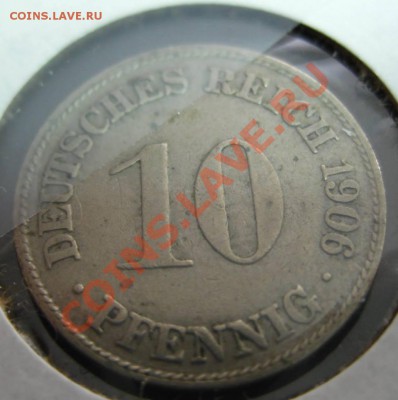 COINS.LAVE.RU
DEUTSCHES REICH 1906
10
· PFENNIG ·
COINS.LAVE.RU